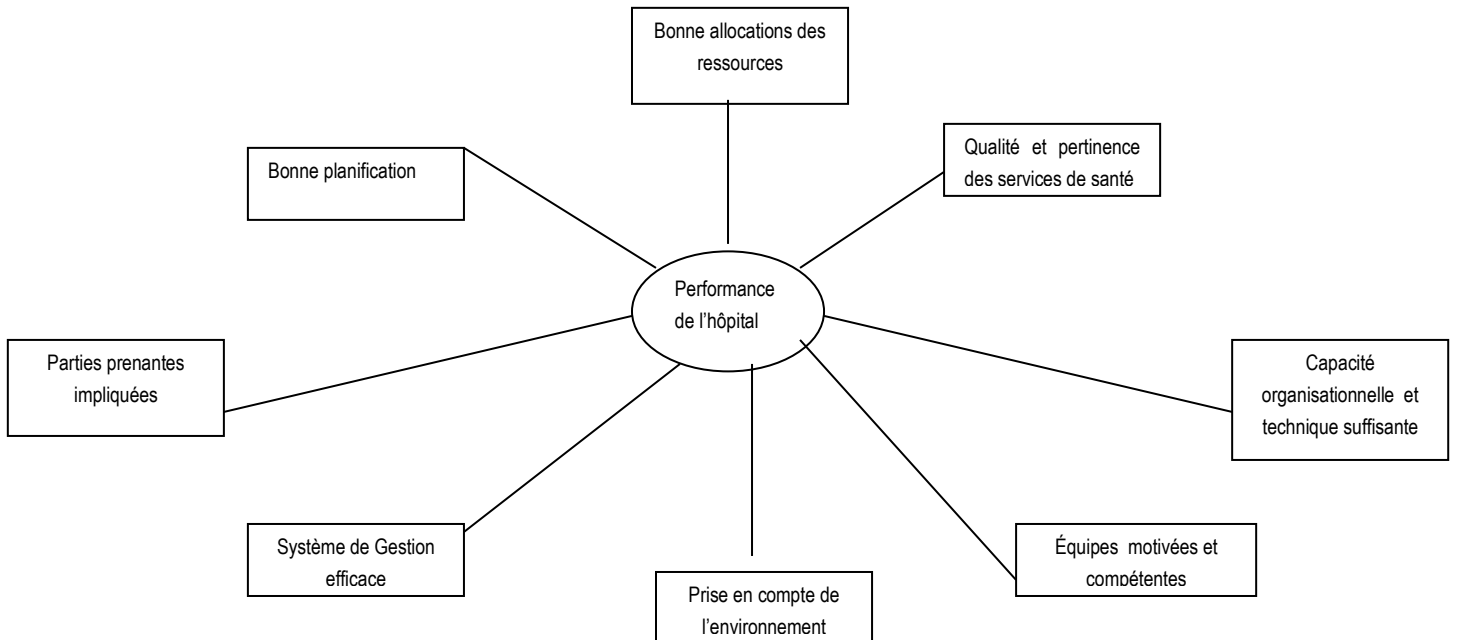 Bonne allocations des
ressources
Qualité et pertinence
des services de santé
Bonne planification
Performance
de l'hôpital
Parties prenantes
impliquées
Capacité
organisationnelle et
technique suffisante
Système de Gestion
efficace
Équipes motivées et
compétentes
Prise en compte de
l'environnement